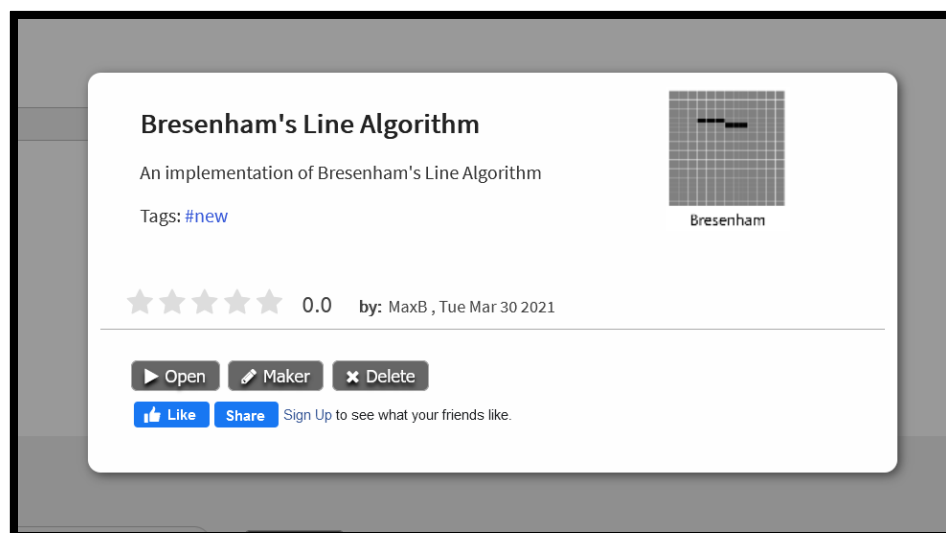 Bresenham's Line Algorithm
An implementation of Bresenham's Line Algorithm
Tags: #new
Bresenham
0.0 by: MaxB , Tue Mar 30 2021
Open Maker Delete
Like Share Sign Up to see what your friends like.